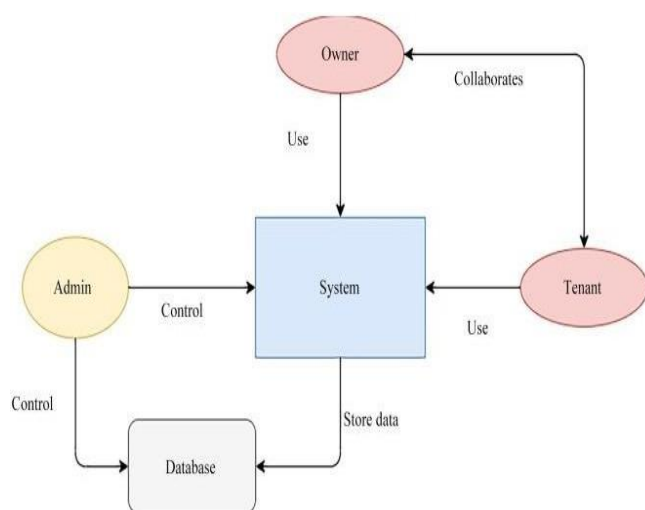 Owner
Collaborates
Use
Admin
System
Tenant
Control
Use
Control
Store data
Database